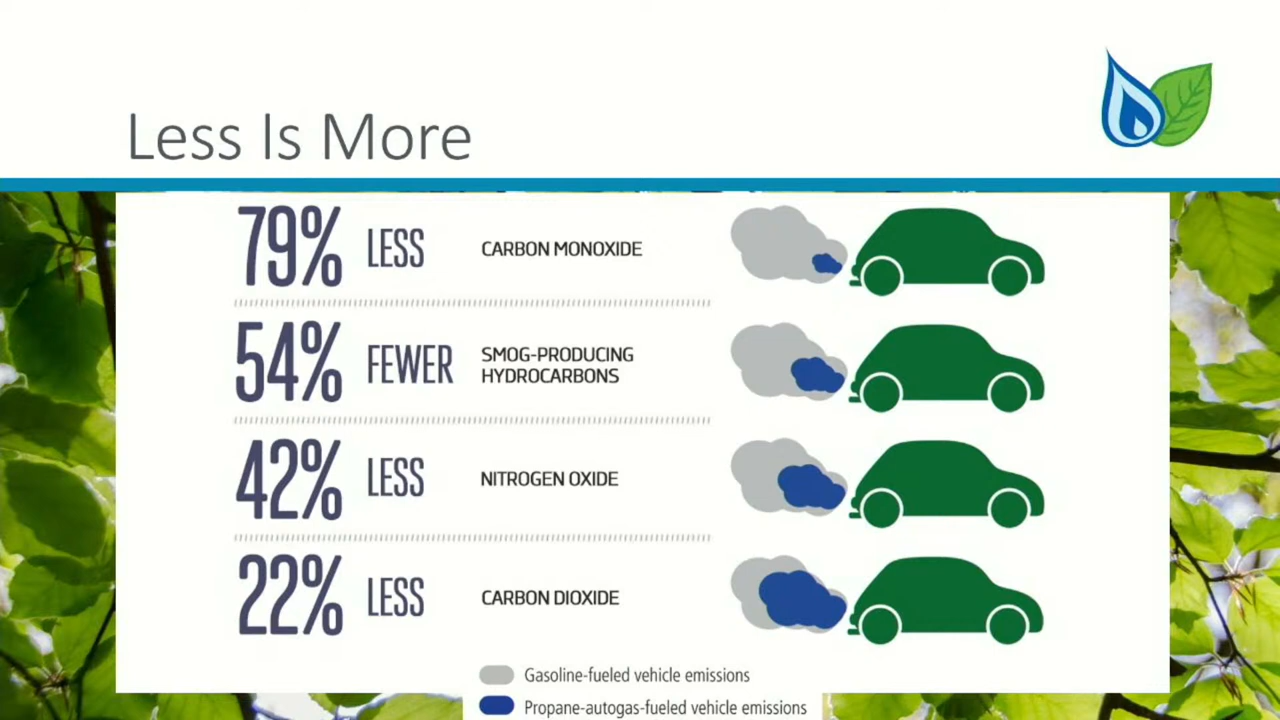 Less Is More
79% LESS CARBON MONOXIDE
54% FEWER SMOG-PRODUCING
HYDROCARBONS
42% LESS NITROGEN OXIDE
22% LESS CARBON DIOXIDE
Gasoline-fueled vehicle emissions
Propane-autogas-fueled vehicle emissions